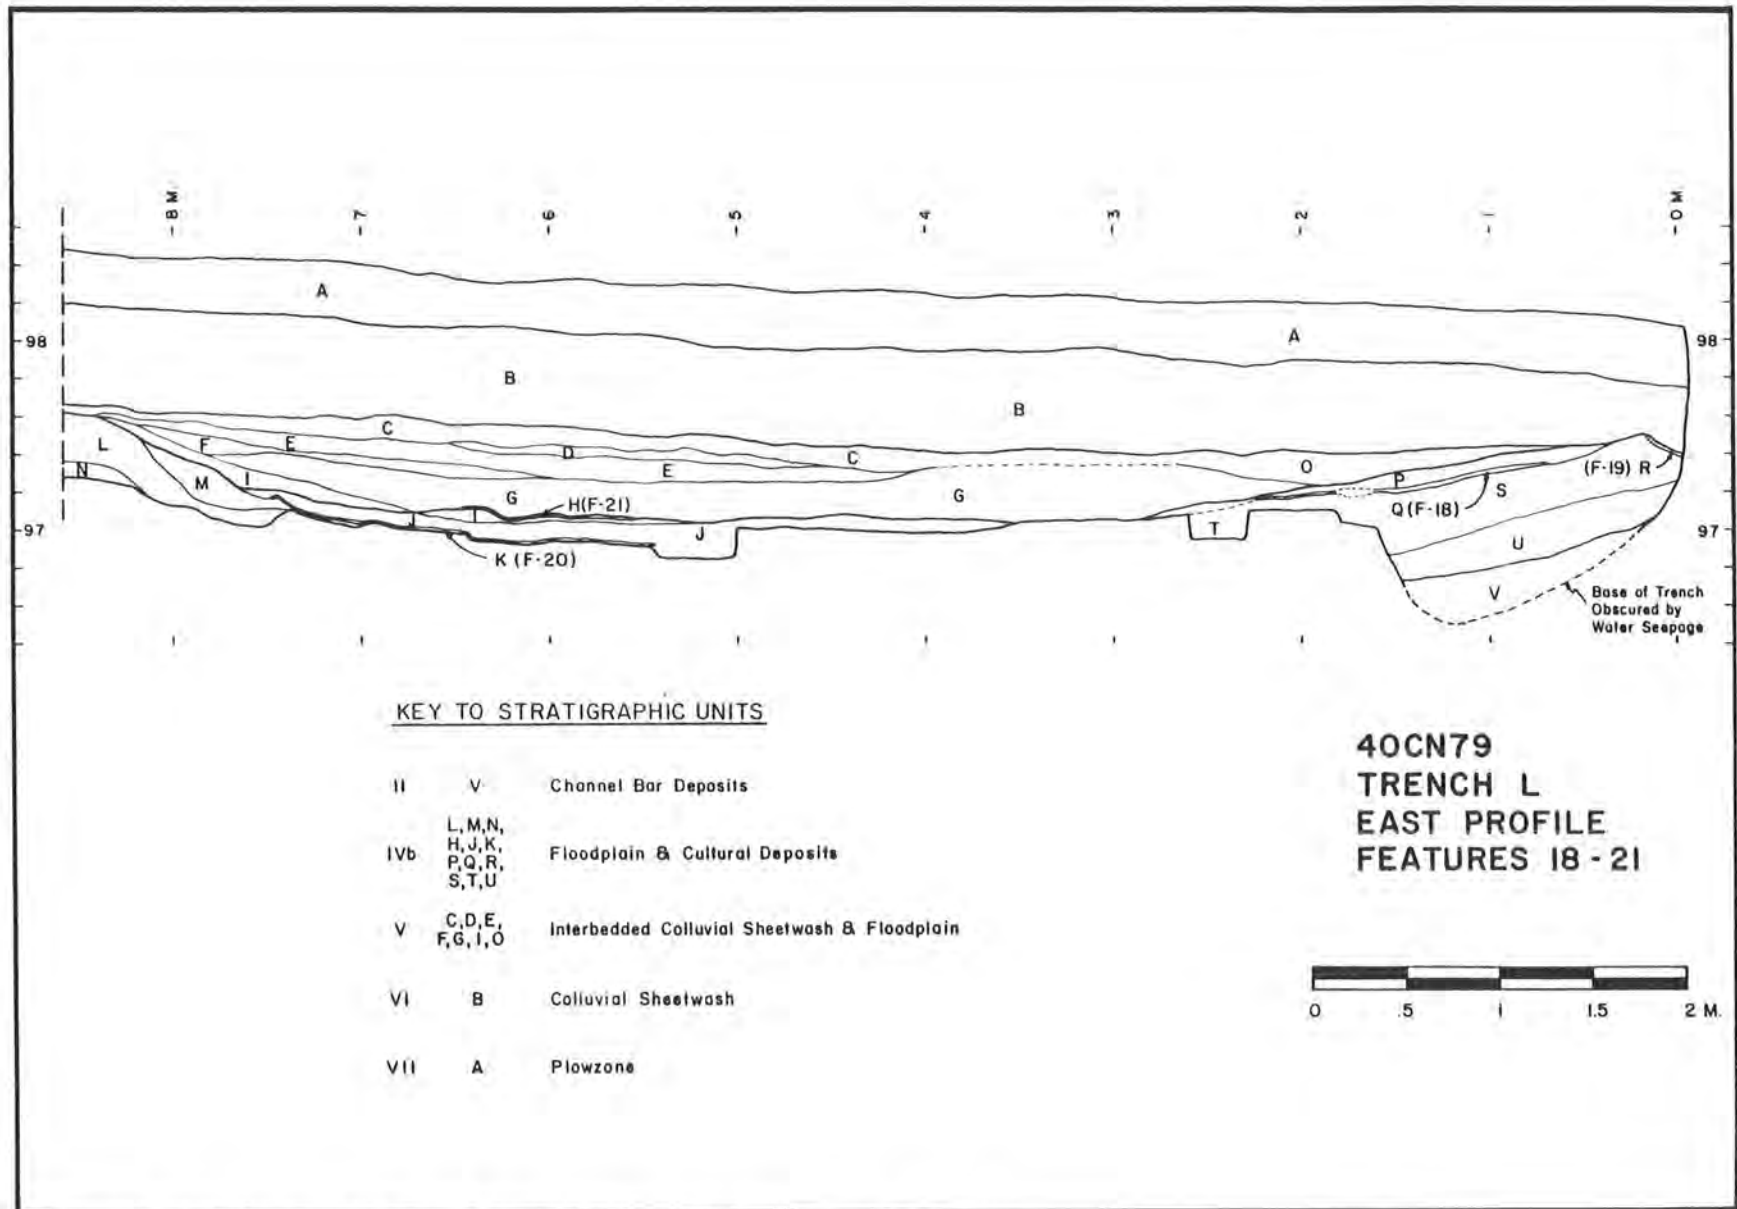 -8 M.
-7
-6
-5
-4
-3
-2
-1
-0 M.
A
A
98
98
B
B
C
L
F
E
D
C
O
N
E
P
(F-19) R
M
I
G
H(F-21)
G
Q(F-18)
S
97
J
I
J
T
97
K (F-20)
U
V
Base of Trench
Obscured by
Water Seepage
KEY TO STRATIGRAPHIC UNITS
II V Channel Bar Deposits
L,M,N,
H,J,K,
IVb P,Q,R, Floodplain & Cultural Deposits
S,T,U
V C,D,E, Interbedded Colluvial Sheetwash & Floodplain
F,G,I,O
VI B Colluvial Sheetwash
VII A Plowzone
40CN79
TRENCH L
EAST PROFILE
FEATURES 18-21
0 .5 1 1.5 2 M.